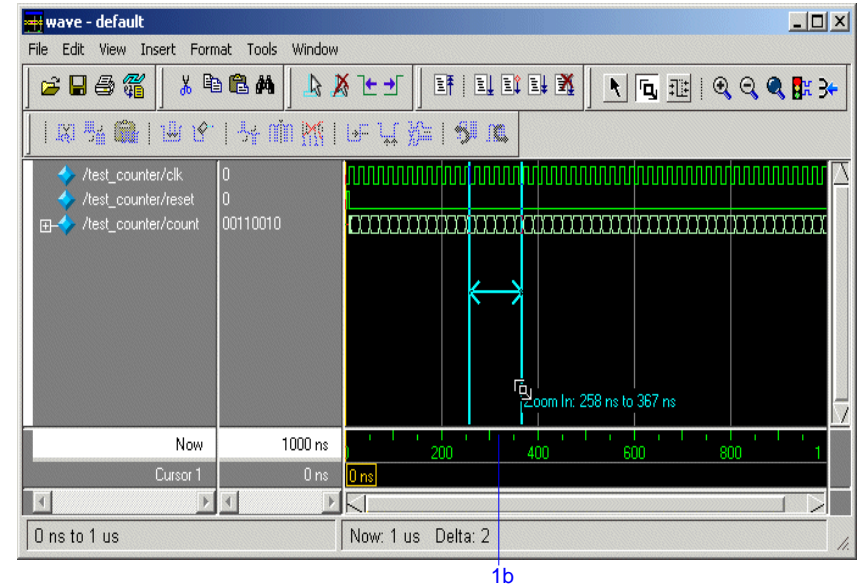 wave - default
File Edit View Insert Format Tools Window
/test_counter/clk 0
/test_counter/reset 0
/test_counter/count 00110010
Zoom In: 258 ns to 367 ns
Now 1000 ns
200 400 600 800 1
Cursor 1 0 ns 0 ns
0 ns to 1 us Now: 1 us Delta: 2
1b